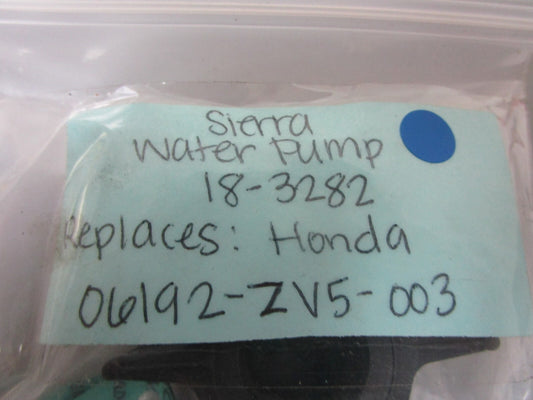 Sierra
Water Pump
18-3282
Replaces: Honda
06192-ZV5-003